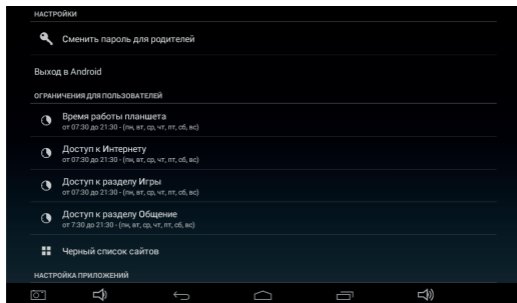 НАСТРОЙКИ
Сменить пароль для родителей
Выход в Android
ОГРАНИЧЕНИЯ ДЛЯ ПОЛЬЗОВАТЕЛЕЙ
Время работы планшета
от 07:30 до 21:30 - (пн, вт, ср, чт, пт, сб, вс)
Доступ к Интернету
от 07:30 до 21:30 - (пн, вт, ср, чт, пт, сб, вс)
Доступ к разделу Игры
от 07:30 до 21:30 - (пн, вт, ср, чт, пт, сб, вс)
Доступ к разделу Общение
от 7:30 до 21:30 - (пн, вт, ср, чт, пт, сб, вс)
Черный список сайтов
НАСТРОЙКА ПРИЛОЖЕНИЙ